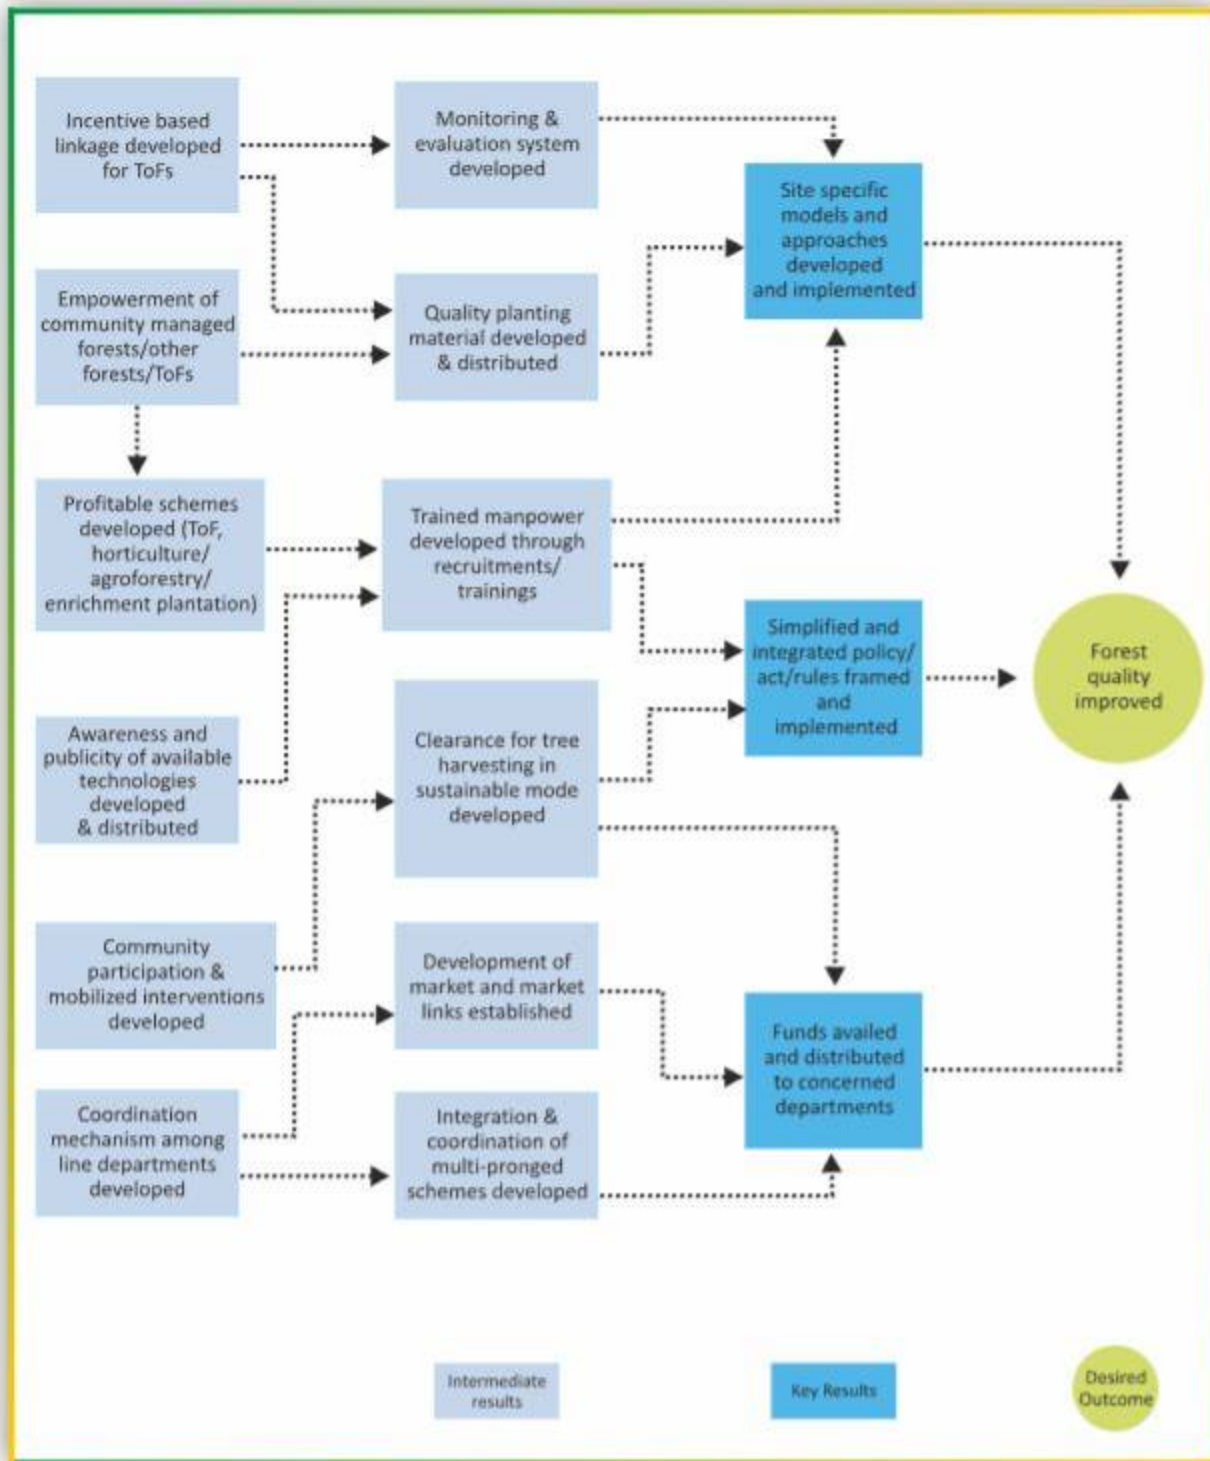 Incentive based
linkage developed
for ToFs
Monitoring &
evaluation system
developed
Site specific
models and
approaches
developed
and implemented
Empowerment of
community managed
forests/other
forests/ToFs
Quality planting
material developed
& distributed
Profitable schemes
developed (ToF,
horticulture/
agroforestry/
enrichment plantation)
Trained manpower
developed through
recruitments/
trainings
Simplified and
integrated policy/
act/rules framed
and
implemented
Forest
quality
improved
Awareness and
publicity of available
technologies
developed
& distributed
Clearance for tree
harvesting in
sustainable mode
developed
Community
participation &
mobilized interventions
developed
Development of
market and market
links established
Funds availed
and distributed
to concerned
departments
Coordination
mechanism among
line departments
developed
Integration &
coordination of
multi-pronged
schemes developed
Intermediate
results
Key Results
Desired
Outcome